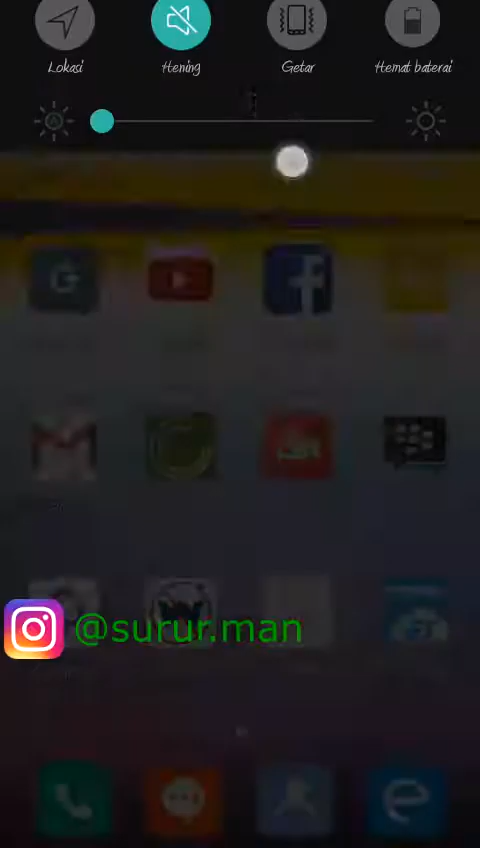 Lokasi
Hening
Getar
Hemat baterai
@surur.man